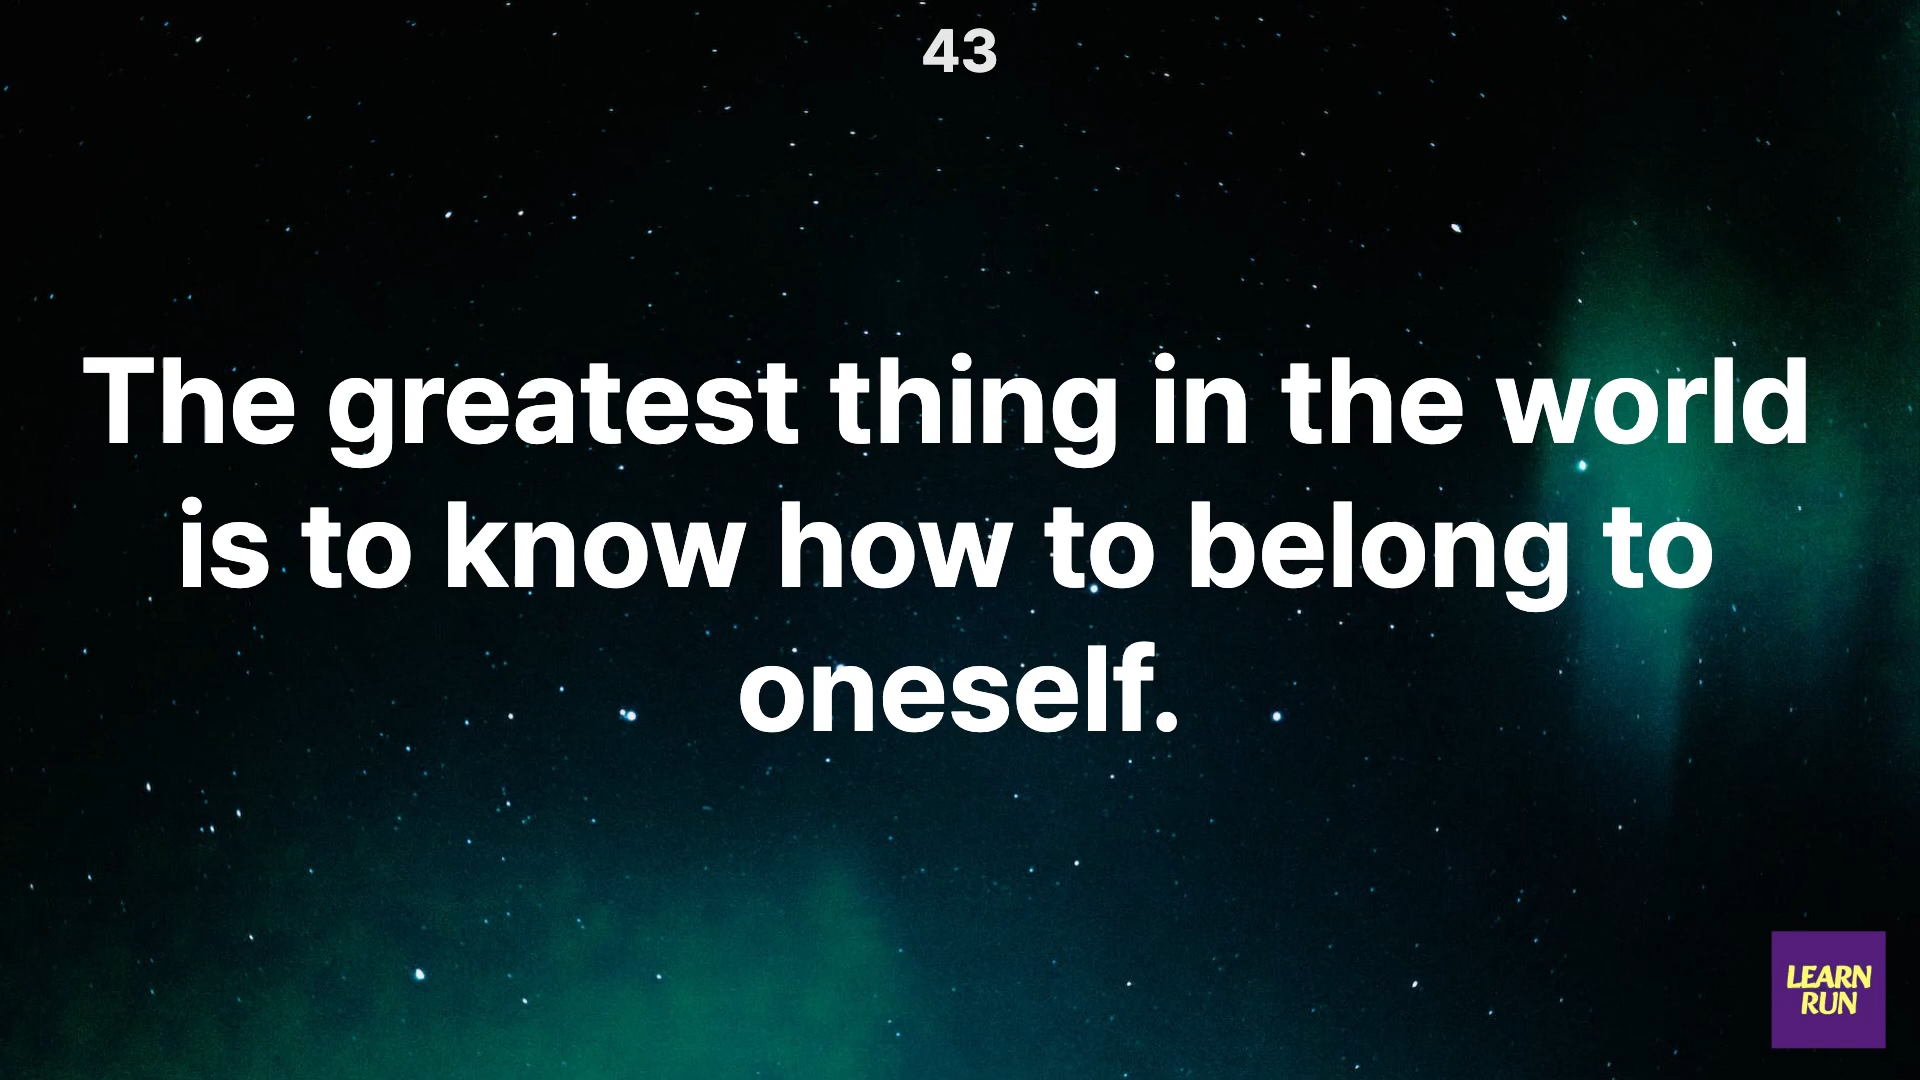 43
The greatest thing in the world
is to know how to belong to
oneself.
LEARN
RUN